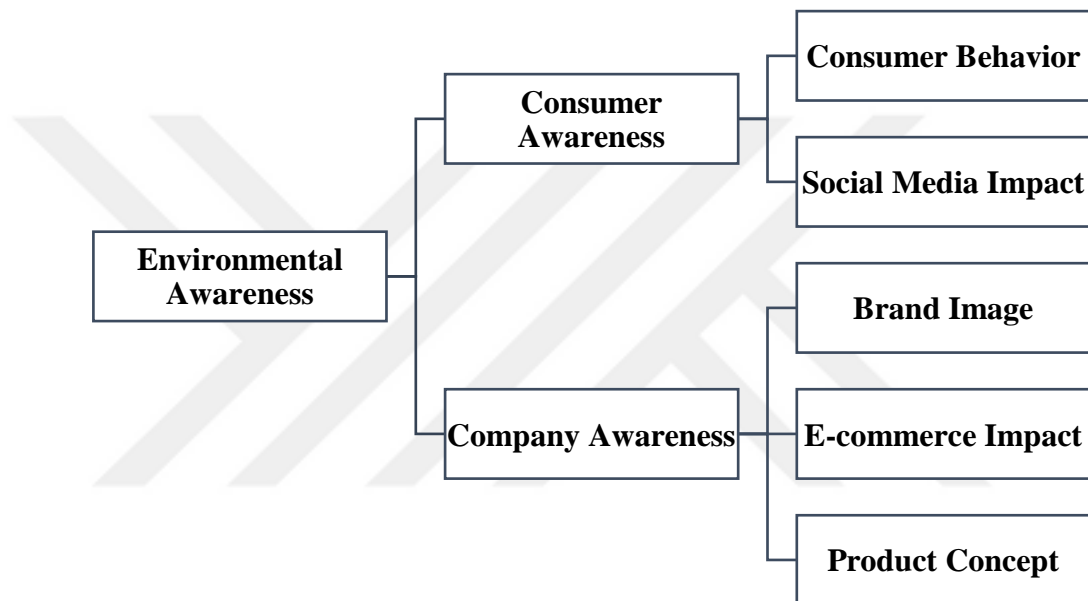 Environmental
Awareness
Consumer
Awareness
Consumer Behavior
Social Media Impact
Company Awareness
Brand Image
E-commerce Impact
Product Concept